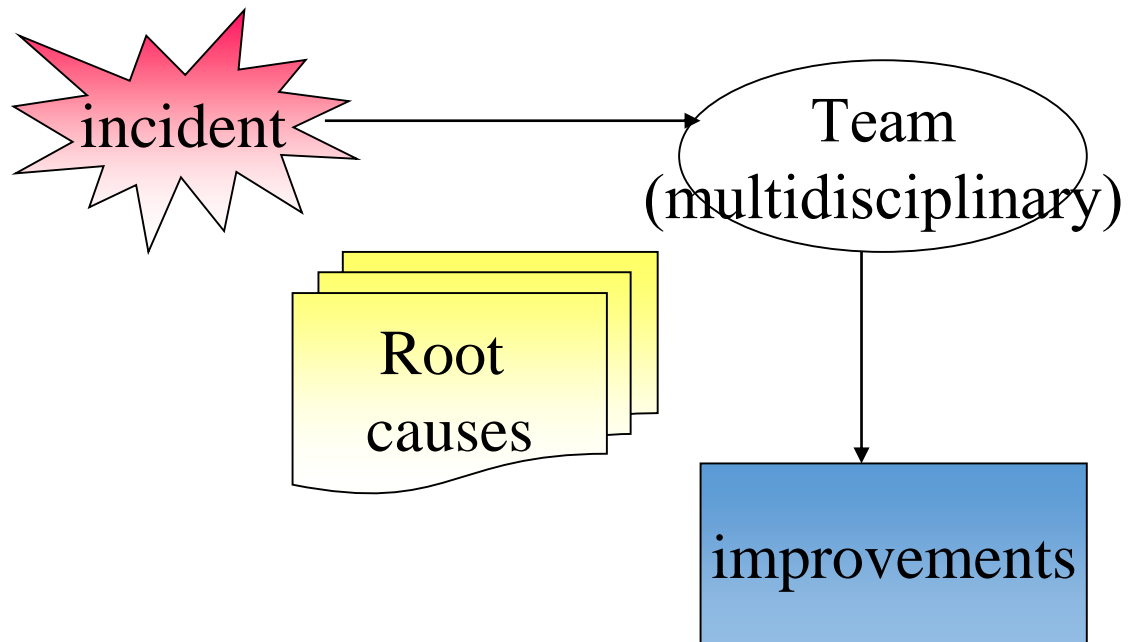 incident
Team
(multidisciplinary)
Root
causes
improvements